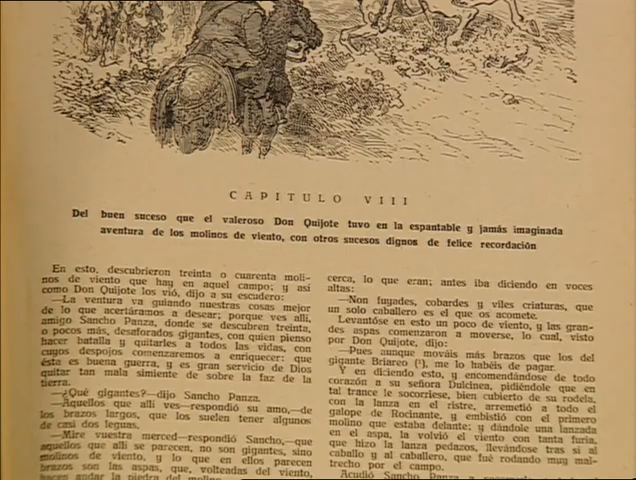 CAPITULO VIII
Del buen suceso que el valeroso Don Quijote tuvo en la espantable y jamás imaginada
aventura de los molinos de viento, con otros sucesos dignos de felice recordación
En esto, descubrieron treinta o cuarenta moli-
nos de viento que hay en aquel campo; y así
como Don Quijote los vió, dijo a su escudero:
—La ventura va guiando nuestras cosas mejor
de lo que acertáramos a desear; porque ves allí,
amigo Sancho Panza, donde se descubren treinta,
o pocos más, desaforados gigantes, con quien pienso
hacer batalla y quitarles a todos las vidas, con
cuyos despojos comenzaremos a enriquecer: que
ésta es buena guerra, y es gran servicio de Dios
quitar tan mala simiente de sobre la faz de la
tierra.
—¿Qué gigantes?—dijo Sancho Panza.
—Aquellos que allí ves—respondió su amo,—de
los brazos largos, que los suelen tener algunos
de casi dos leguas.
—Mire vuestra merced—respondió Sancho,—que
aquellos que allí se parecen, no son gigantes, sino
molinos de viento, y lo que en ellos parecen
brazos son las aspas, que, volteadas del viento,
hacen andar la piedra del molino
cerca, lo que eran; antes iba diciendo en voces
altas:
—Non fuyades, cobardes y viles criaturas, que
un solo caballero es el que os acomete.
Levantóse en esto un poco de viento, y las gran-
des aspas comenzaron a moverse, lo cual, visto
por Don Quijote, dijo:
—Pues aunque mováis más brazos que los del
gigante Briareo (¹), me lo habéis de pagar.
Y en diciendo esto, y encomendándose de todo
corazón a su señora Dulcinea, pidiéndole que en
tal trance le socorriese, bien cubierto de su rodela,
con la lanza en el ristre, arremetió a todo el
galope de Rocinante, y embistió con el primero
molino que estaba delante; y dándole una lanzada
en el aspa, la volvió el viento con tanta furia,
que hizo la lanza pedazos, llevándose tras sí al
caballo y al caballero, que fué rodando muy mal-
trecho por el campo.
Acudió Sancho Panza a